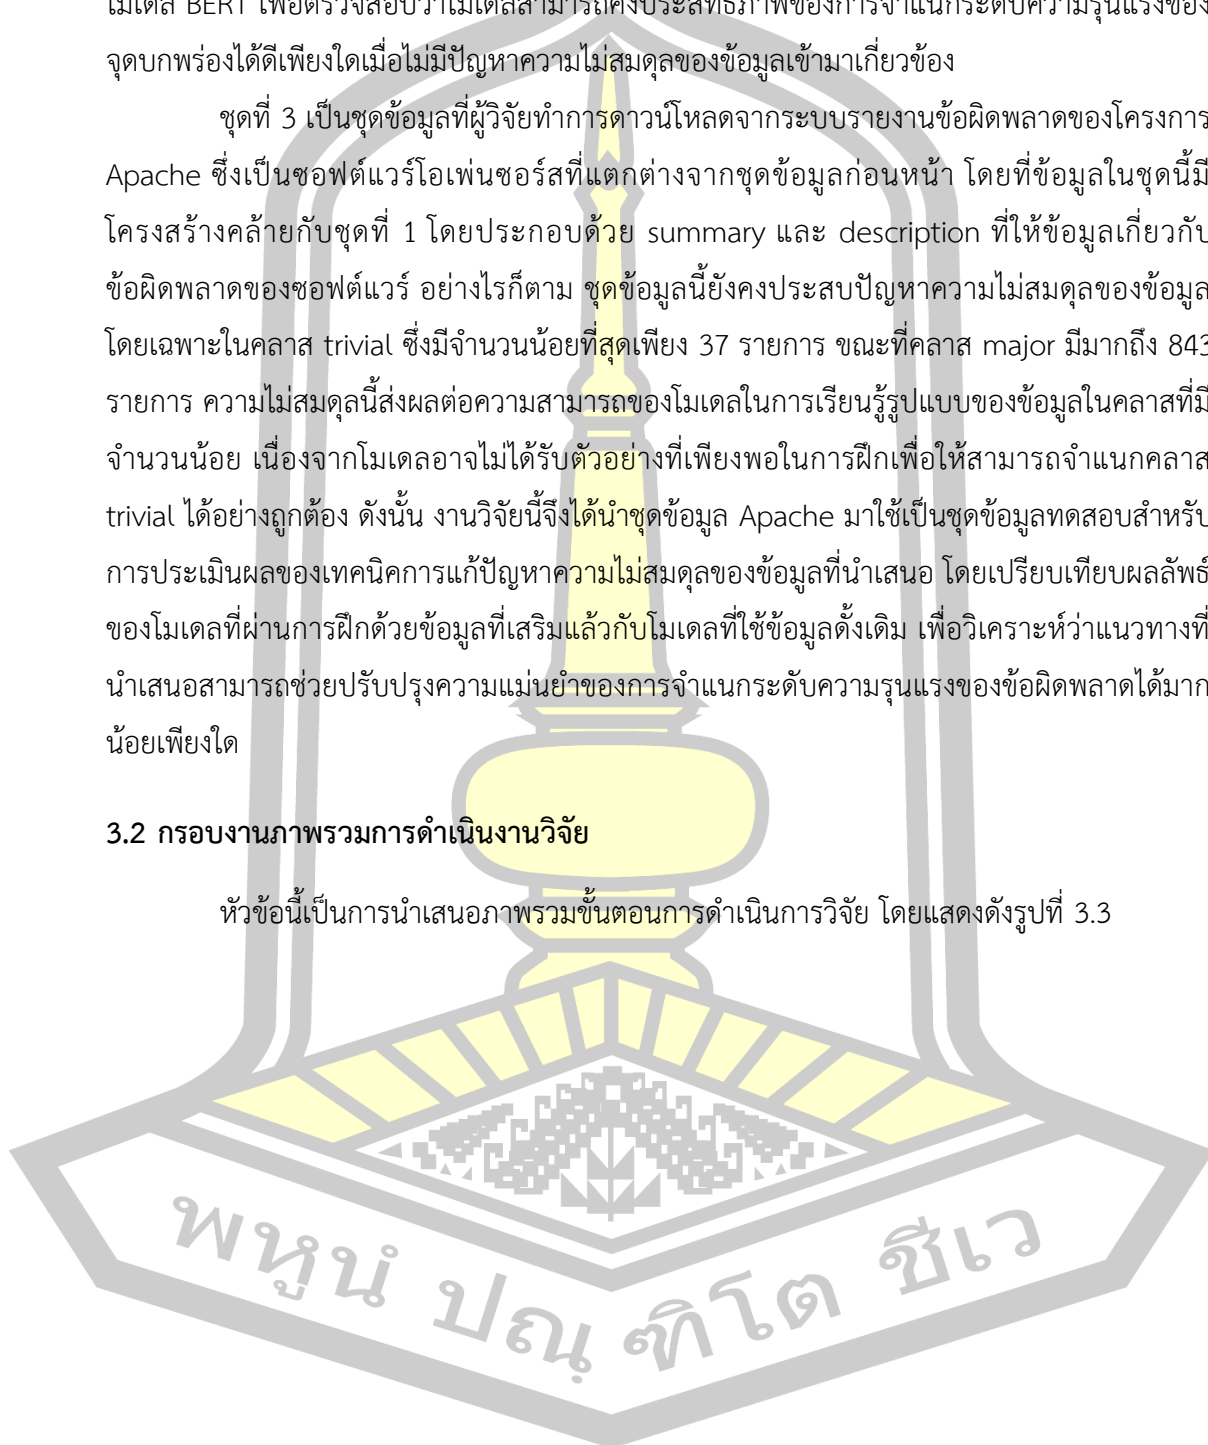 โมเดล BERT เพื่อตรวจสอบว่าโมเดลสามารถคงประสิทธิภาพของการจำแนกระดับความรุนแรงของ
จุดบกพร่องได้ดีเพียงใดเมื่อไม่มีปัญหาความไม่สมดุลของข้อมูลเข้ามาเกี่ยวข้อง
ชุดที่ 3 เป็นชุดข้อมูลที่ผู้วิจัยทำการดาวน์โหลดจากระบบรายงานข้อผิดพลาดของโครงการ
Apache ซึ่งเป็นซอฟต์แวร์โอเพ่นซอร์สที่แตกต่างจากชุดข้อมูลก่อนหน้า โดยที่ข้อมูลในชุดนี้มี
โครงสร้างคล้ายกับชุดที่ 1 โดยประกอบด้วย summary และ description ที่ให้ข้อมูลเกี่ยวกับ
ข้อผิดพลาดของซอฟต์แวร์ อย่างไรก็ตาม ชุดข้อมูลนี้ยังคงประสบปัญหาความไม่สมดุลของข้อมูล
โดยเฉพาะในคลาส trivial ซึ่งมีจำนวนน้อยที่สุดเพียง 37 รายการ ขณะที่คลาส major มีมากถึง 843
รายการ ความไม่สมดุลนี้ส่งผลต่อความสามารถของโมเดลในการเรียนรู้รูปแบบของข้อมูลในคลาสที่มี
จำนวนน้อย เนื่องจากโมเดลอาจไม่ได้รับตัวอย่างที่เพียงพอในการฝึกเพื่อให้สามารถจำแนกคลาส
trivial ได้อย่างถูกต้อง ดังนั้น งานวิจัยนี้จึงได้นำชุดข้อมูล Apache มาใช้เป็นชุดข้อมูลทดสอบสำหรับ
การประเมินผลของเทคนิคการแก้ปัญหาความไม่สมดุลของข้อมูลที่นำเสนอ โดยเปรียบเทียบผลลัพธ์
ของโมเดลที่ผ่านการฝึกด้วยข้อมูลที่เสริมแล้วกับโมเดลที่ใช้ข้อมูลดั้งเดิม เพื่อวิเคราะห์ว่าแนวทางที่
นำเสนอสามารถช่วยปรับปรุงความแม่นยำของการจำแนกระดับความรุนแรงของข้อผิดพลาดได้มาก
น้อยเพียงใด
3.2 กรอบงานภาพรวมการดำเนินงานวิจัย
หัวข้อนี้เป็นการนำเสนอภาพรวมขั้นตอนการดำเนินการวิจัย โดยแสดงดังรูปที่ 3.3
พหูนํ ปณฺฑิโต ชีเว